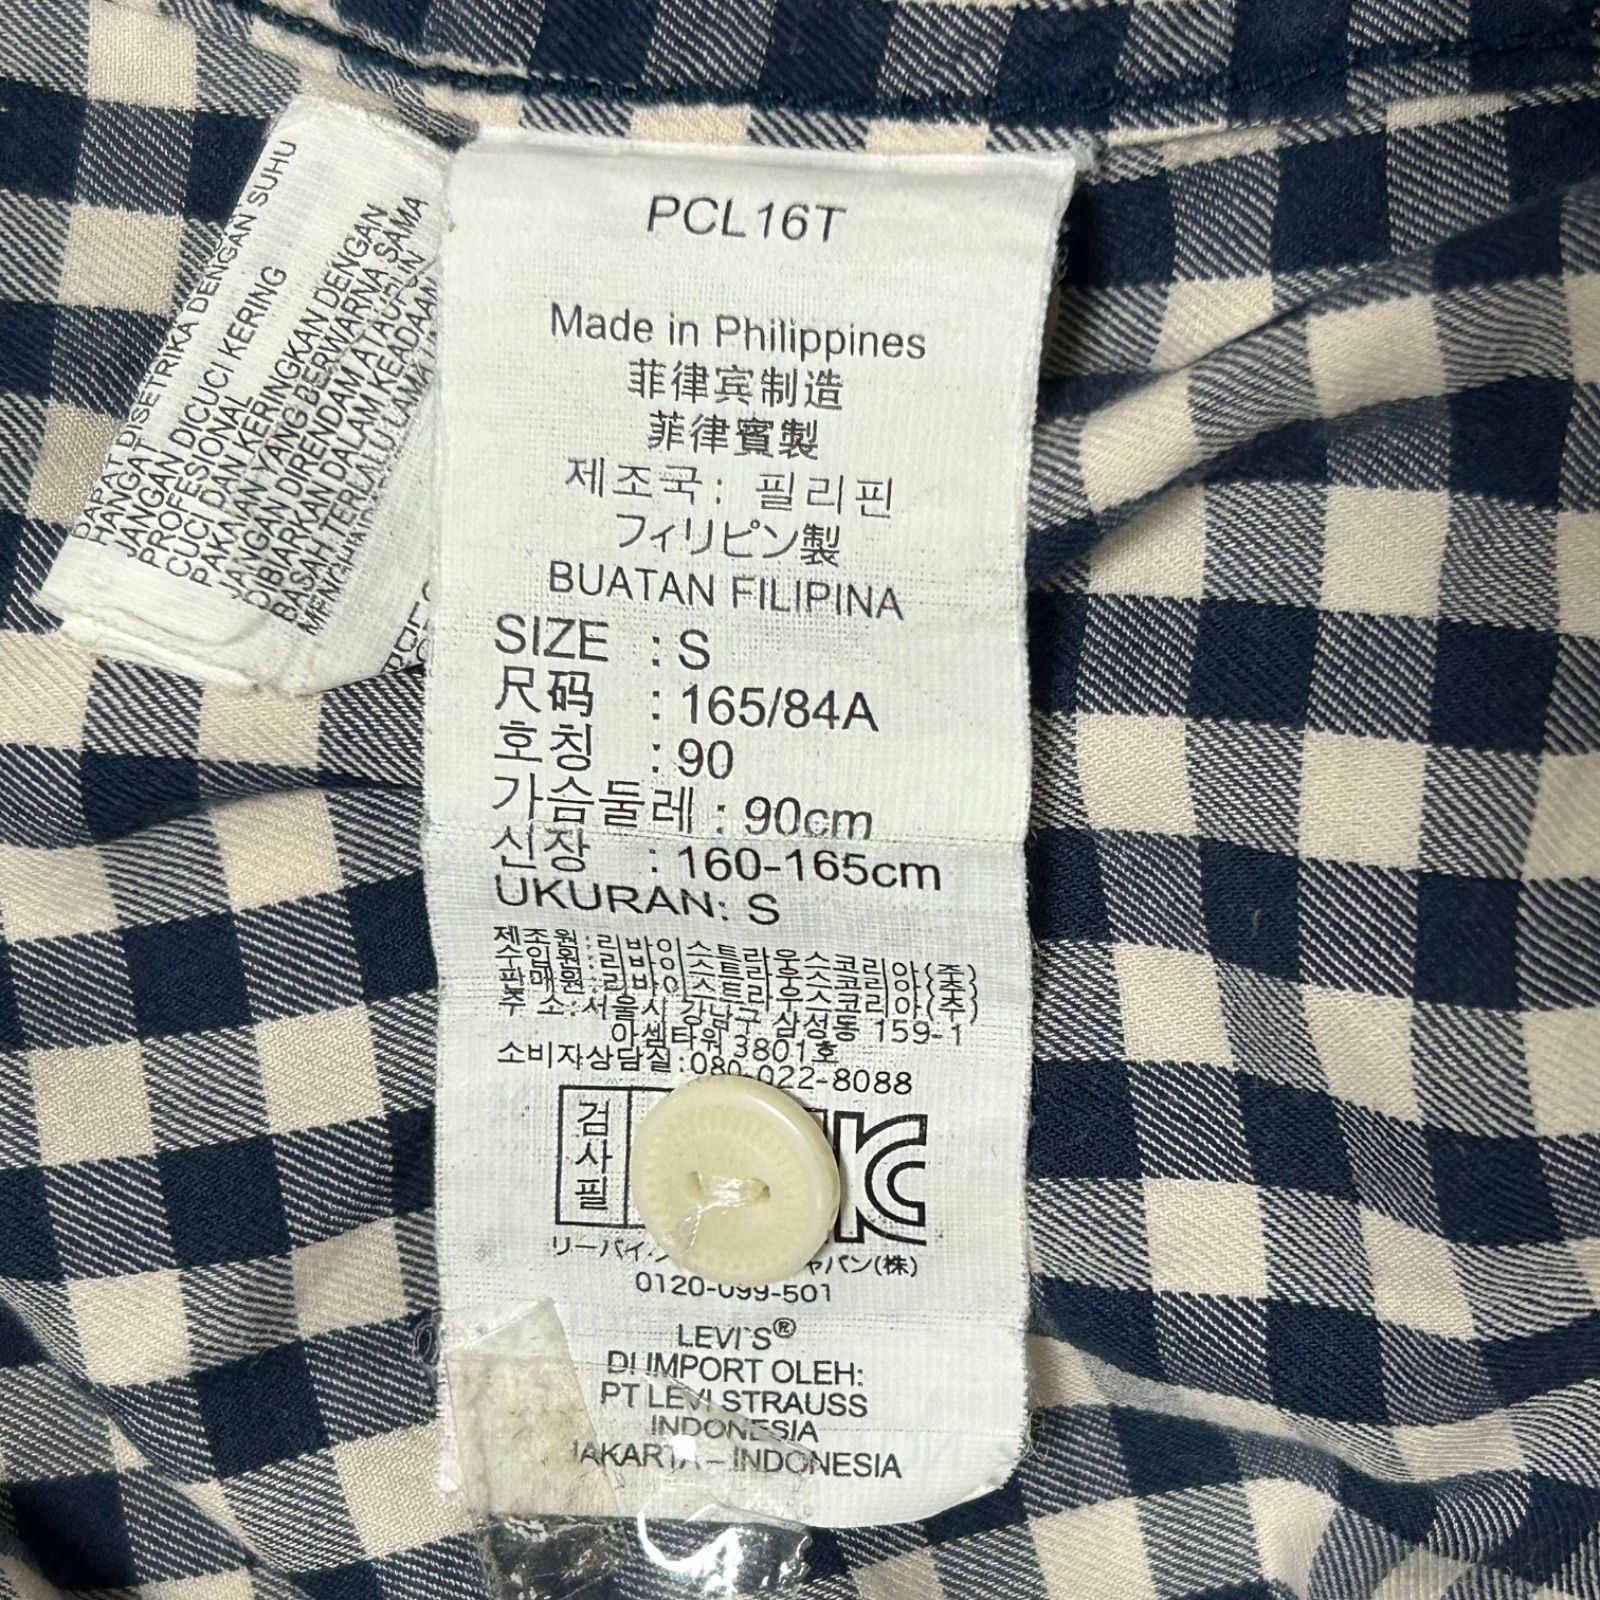 DAPAT DISETRIKA DENGAN SUHU
HANGAT
JANGAN DICUCI KERING
PROFESIONAL
CUCI DAN KERINGKAN DENGAN
PAKAIAN YANG BERWARNA SAMA
JANGAN DIRENDAM ATAUPUN
DIBIARKAN DALAM KEADAAN
BASAH TERLALU LAMA
PCL16T
Made in Philippines
菲律宾制造
菲律賓製
제조국: 필리핀
フィリピン製
BUATAN FILIPINA
SIZE : S
尺码 : 165/84A
호칭 : 90
가슴둘레 : 90cm
신장 : 160-165cm
UKURAN: S
제조원:리바이스트라우스코리아(주)
수입원:리바이스트라우스코리아(주)
판매원:리바이스트라우스코리아(주)
주 소:서울시 강남구 삼성동 159-1
아셈타워 3801호
소비자상담실:080-022-8088
검사필
KC
リーバイ ャパン(株)
0120-099-501
LEVI'S®
DI IMPORT OLEH:
PT LEVI STRAUSS
INDONESIA
JAKARTA – INDONESIA